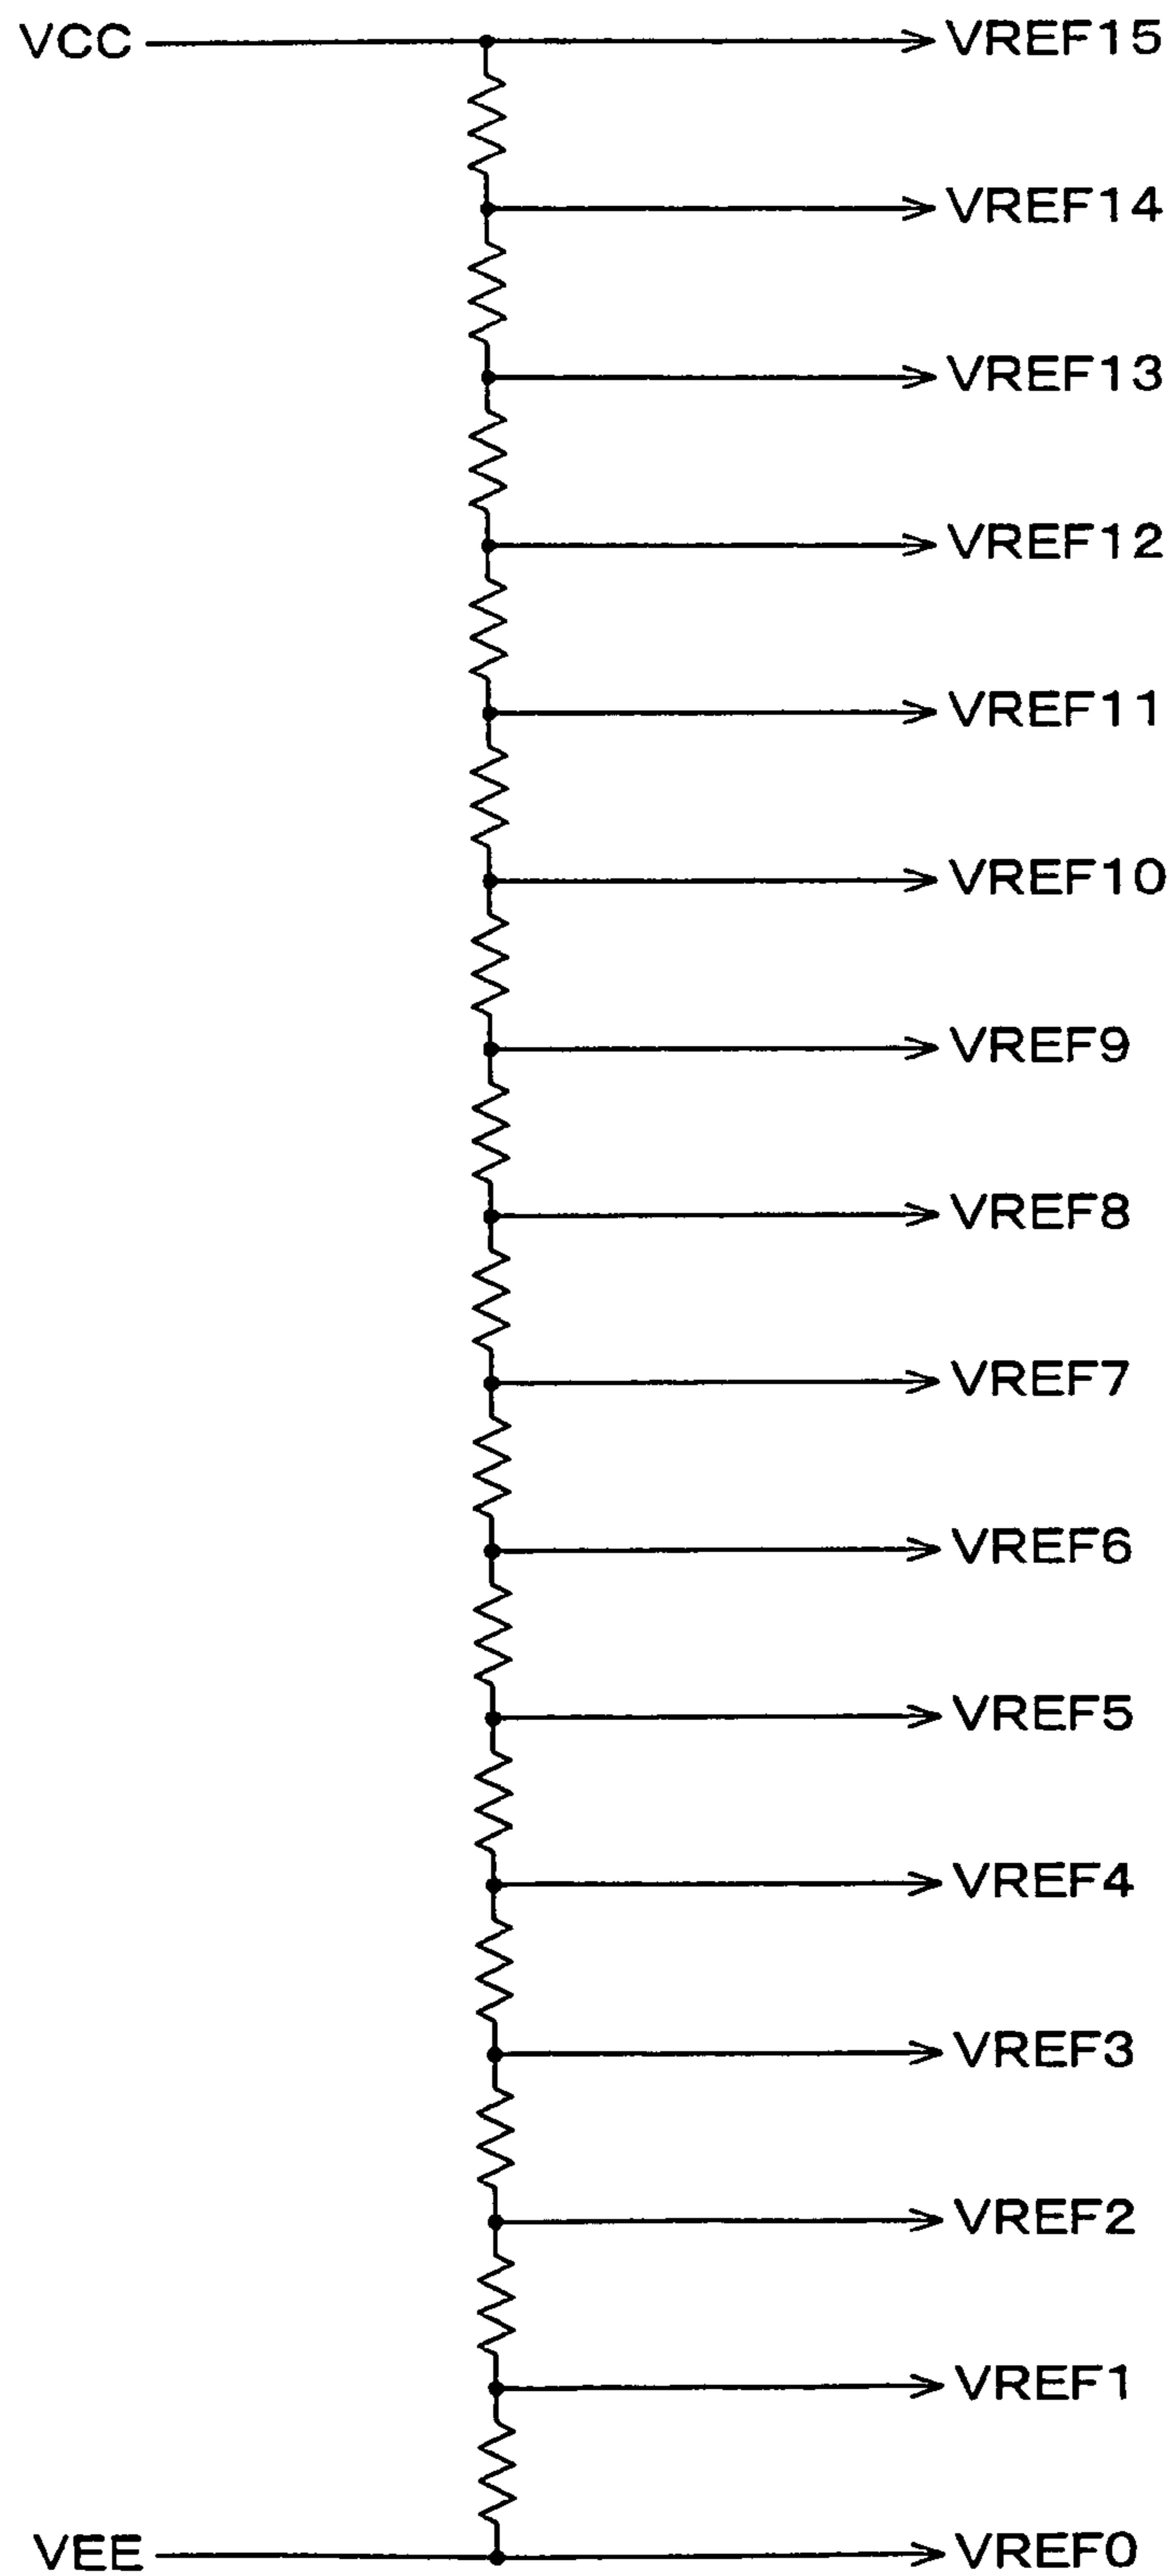 VCC VREF15
VREF14
VREF13
VREF12
VREF11
VREF10
VREF9
VREF8
VREF7
VREF6
VREF5
VREF4
VREF3
VREF2
VREF1
VEE VREF0